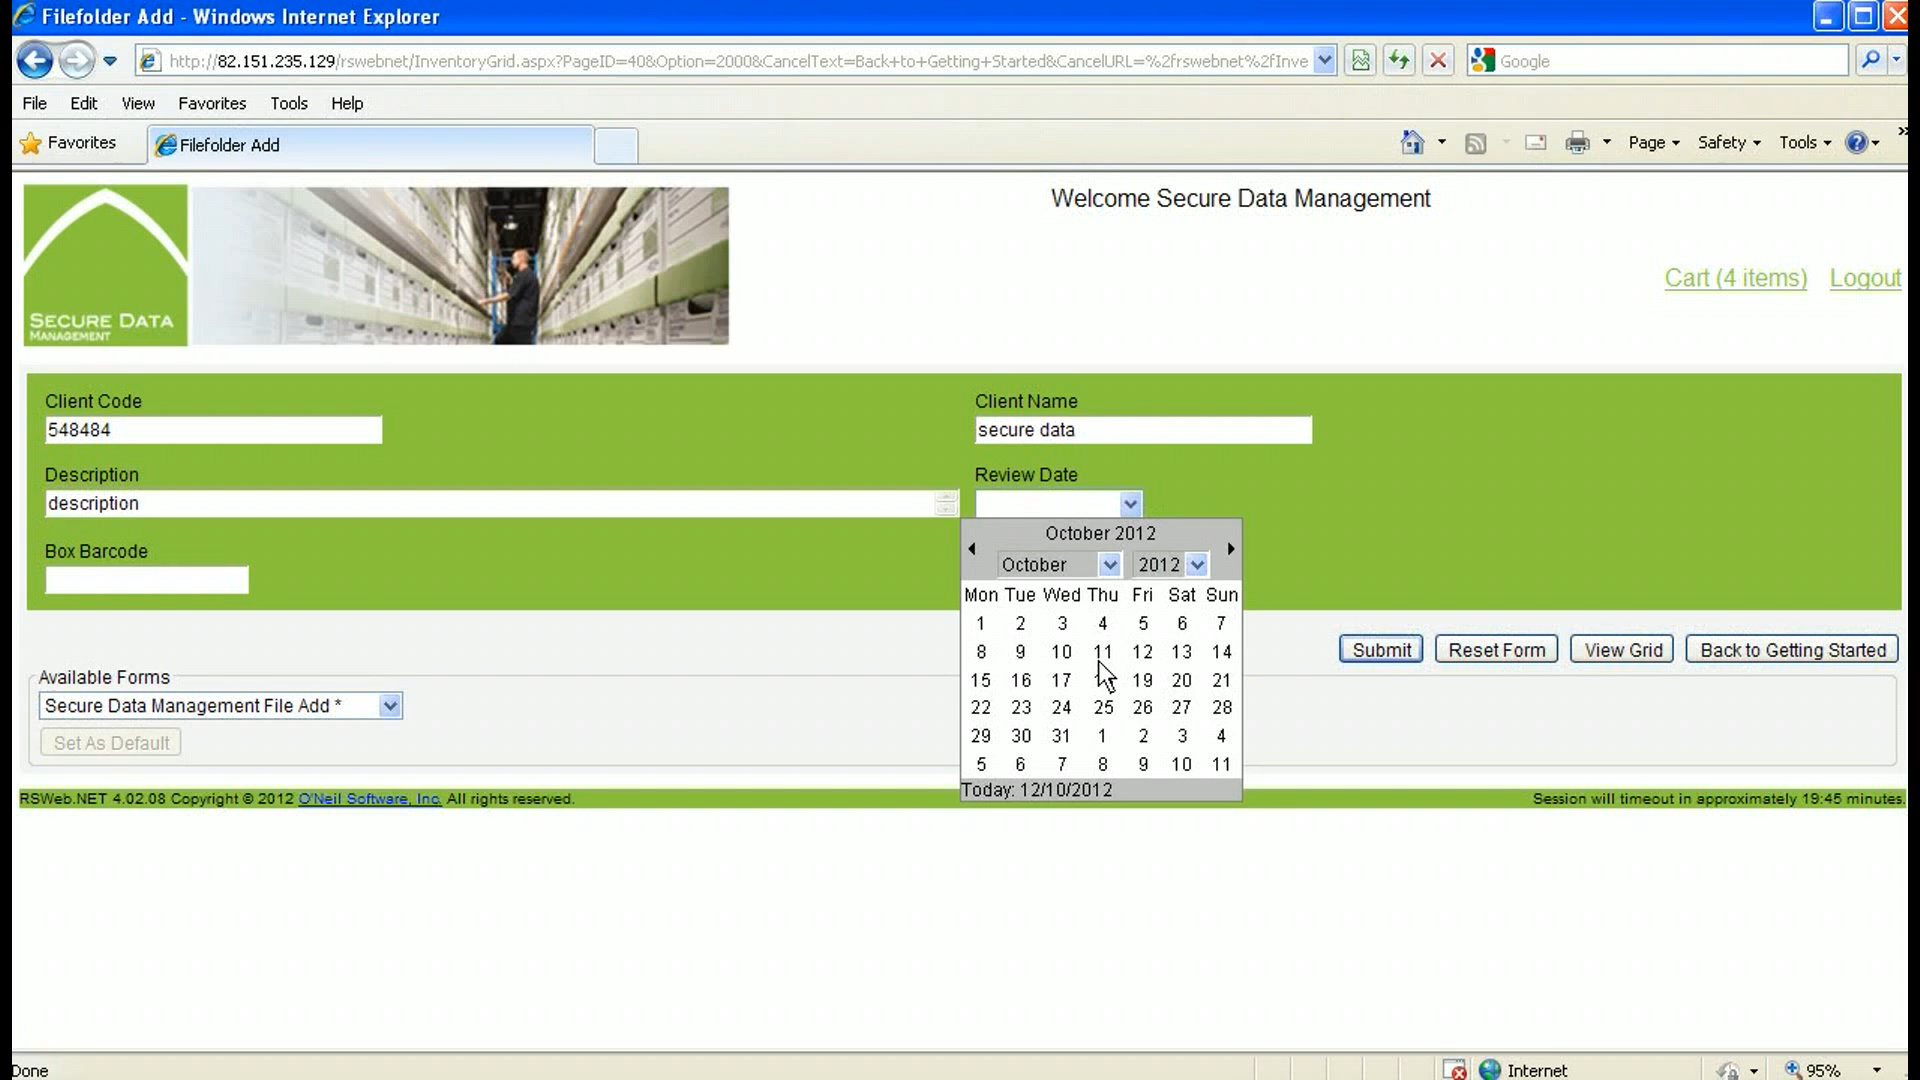 Filefolder Add - Windows Internet Explorer
http://82.151.235.129/rswebnet/InventoryGrid.aspx?PageID=40&Option=2000&CancelText=Back+to+Getting+Started&CancelURL=%2frswebnet%2fInve
Google
File Edit View Favorites Tools Help
Favorites
Filefolder Add
Page Safety Tools
Welcome Secure Data Management
SECURE DATA
MANAGEMENT
Cart (4 items) Logout
Client Code
548484
Client Name
secure data
Description
description
Review Date
Box Barcode
October 2012
October 2012
Mon Tue Wed Thu Fri Sat Sun
1 2 3 4 5 6 7
8 9 10 11 12 13 14
15 16 17 19 20 21
22 23 24 25 26 27 28
29 30 31 1 2 3 4
5 6 7 8 9 10 11
Today: 12/10/2012
Submit Reset Form View Grid Back to Getting Started
Available Forms
Secure Data Management File Add *
Set As Default
RSWeb.NET 4.02.08 Copyright © 2012 O'Neil Software, Inc. All rights reserved.
Session will timeout in approximately 19:45 minutes.
Done
Internet
95%